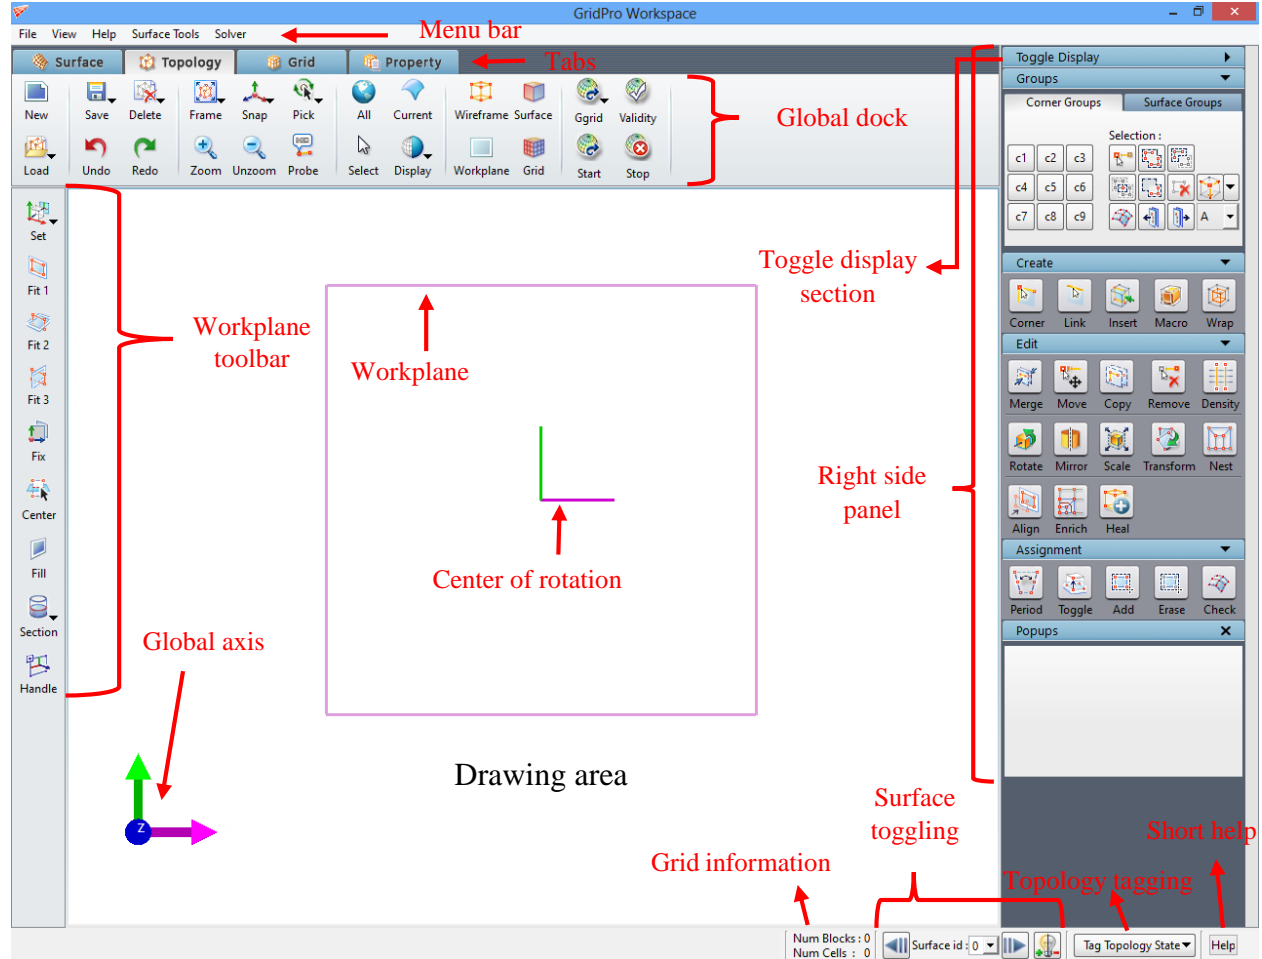 GridPro Workspace
File View Help Surface Tools Solver
Menu bar
Surface Topology Grid Property
Tabs
New Save Delete Frame Snap Pick All Current Wireframe Surface Ggrid Validity
Global dock
Load Undo Redo Zoom Unzoom Probe Select Display Workplane Grid Start Stop
Toggle Display
Groups
Corner Groups Surface Groups
Selection :
c1 c2 c3
c4 c5 c6
c7 c8 c9 A
Set
Fit 1
Fit 2
Fit 3
Fix
Center
Fill
Section
Handle
Workplane
toolbar
Toggle display
section
Workplane
Center of rotation
Right side
panel
Global axis
Z
Drawing area
Create
Corner Link Insert Macro Wrap
Edit
Merge Move Copy Remove Density
Rotate Mirror Scale Transform Nest
Align Enrich Heal
Assignment
Period Toggle Add Erase Check
Popups
Surface
toggling
Short help
Grid information
Topology tagging
Num Blocks : 0
Num Cells : 0
Surface id : 0
Tag Topology State
Help